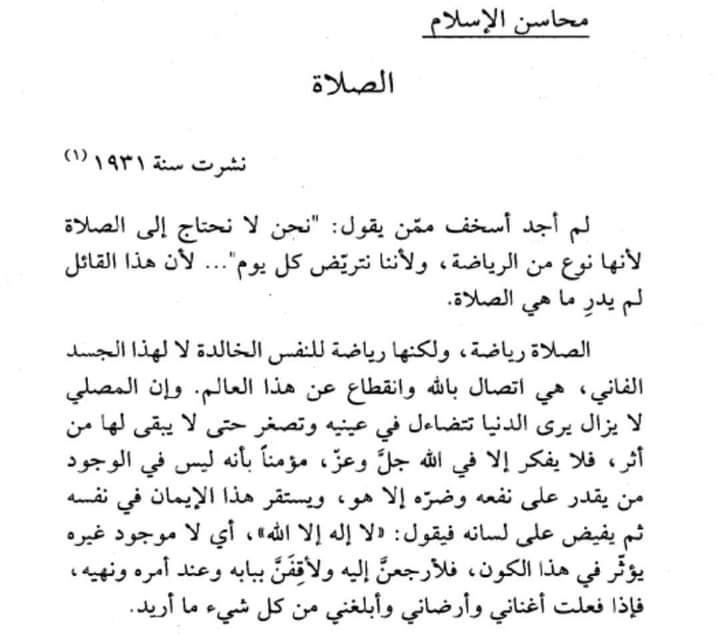 محاسن الإسلام
الصلاة
نشرت سنة ١٩٣١ (١)
لم أجد أسخف ممّن يقول: "نحن لا نحتاج إلى الصلاة
لأنها نوع من الرياضة، ولأننا نتريّض كل يوم"... لأن هذا القائل
لم يدرِ ما هي الصلاة.
الصلاة رياضة، ولكنها رياضة للنفس الخالدة لا لهذا الجسد
الفاني، هي اتصال بالله وانقطاع عن هذا العالم. وإن المصلي
لا يزال يرى الدنيا تتضاءل في عينيه وتصغر حتى لا يبقى لها من
أثر، فلا يفكر إلا في الله جلَّ وعزّ، مؤمناً بأنه ليس في الوجود
من يقدر على نفعه وضرّه إلا هو، ويستقر هذا الإيمان في نفسه
ثم يفيض على لسانه فيقول: «لا إله إلا الله»، أي لا موجود غيره
يؤثّر في هذا الكون، فلأرجعنَّ إليه ولأقِفَنَّ ببابه وعند أمره ونهيه،
فإذا فعلت أغناني وأرضاني وأبلغني من كل شيء ما أريد.